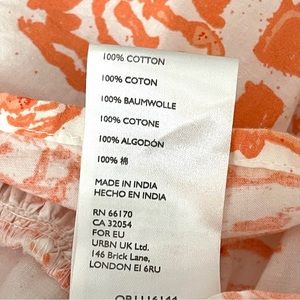 100% COTTON
100% COTON
100% BAUMWOLLE
100% COTONE
100% ALGODÓN
100% 棉
MADE IN INDIA
HECHO EN INDIA
RN 66170
CA 32054
FOR EU
URBN UK Ltd.
146 Brick Lane,
LONDON E1 6RU